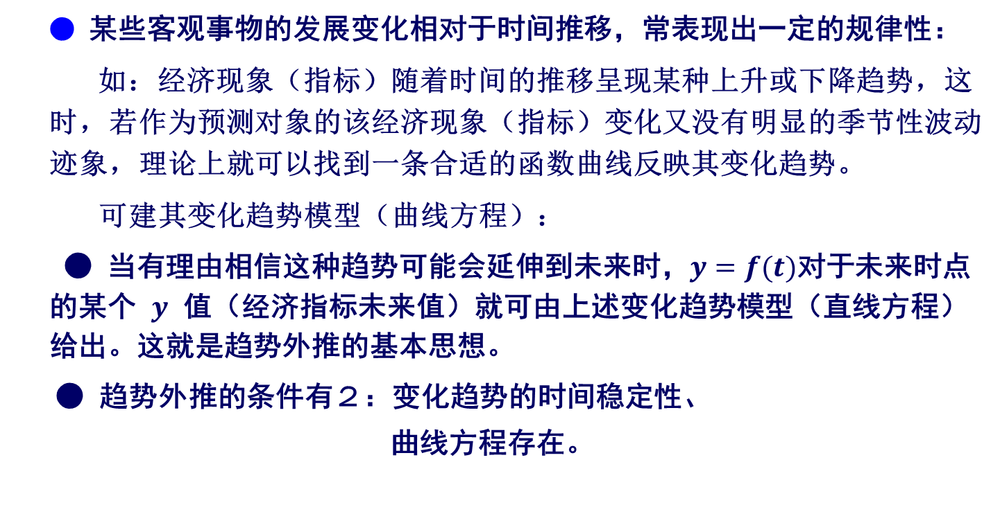 ● 某些客观事物的发展变化相对于时间推移，常表现出一定的规律性：
如：经济现象（指标）随着时间的推移呈现某种上升或下降趋势，这
时，若作为预测对象的该经济现象（指标）变化又没有明显的季节性波动
迹象，理论上就可以找到一条合适的函数曲线反映其变化趋势。
可建其变化趋势模型（曲线方程）：
● 当有理由相信这种趋势可能会延伸到未来时，y = f(t)对于未来时点
的某个 y 值（经济指标未来值）就可由上述变化趋势模型（直线方程）
给出。这就是趋势外推的基本思想。
● 趋势外推的条件有２：变化趋势的时间稳定性、
曲线方程存在。